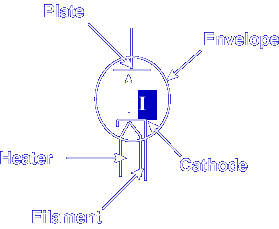 Plate
Envelope
I
Heater
Cathode
Filament